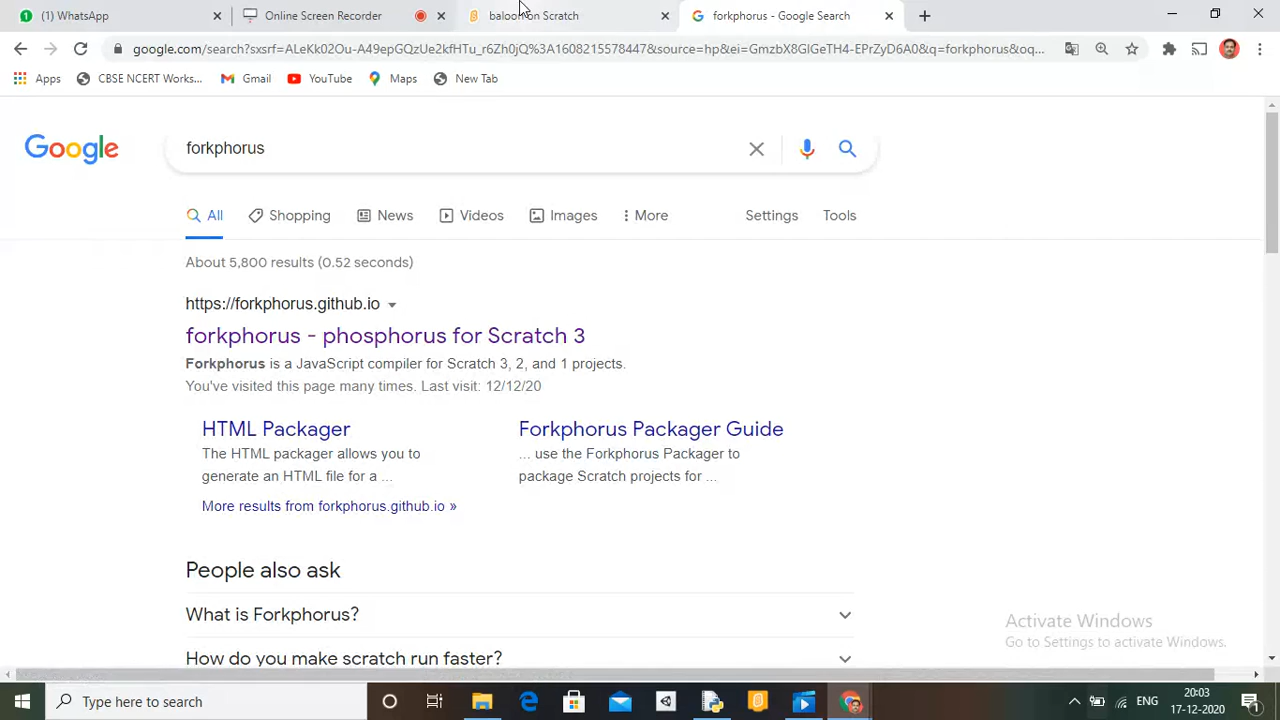 (1) WhatsApp
Online Screen Recorder
forkphorus - Google Search
google.com/search?sxsrf=ALeKk02Ou-A49epGQzUe2kfHTu_r6Zh0jQ%3A1608215578447&source=hp&ei=GmzbX8GlGeTH4-EPrZyD6A0&q=forkphorus&oq...
Apps
CBSE NCERT Works...
Gmail
YouTube
Maps
New Tab
Google
forkphorus
All
Shopping
News
Videos
Images
More
Settings
Tools
About 5,800 results (0.52 seconds)
https://forkphorus.github.io
forkphorus - phosphorus for Scratch 3
Forkphorus is a JavaScript compiler for Scratch 3, 2, and 1 projects.
You've visited this page many times. Last visit: 12/12/20
HTML Packager
Forkphorus Packager Guide
The HTML packager allows you to
... use the Forkphorus Packager to
generate an HTML file for a ...
package Scratch projects for ...
More results from forkphorus.github.io »
People also ask
What is Forkphorus?
How do you make scratch run faster?
Activate Windows
Go to Settings to activate Windows.
Type here to search
ENG
20:03
17-12-2020
1